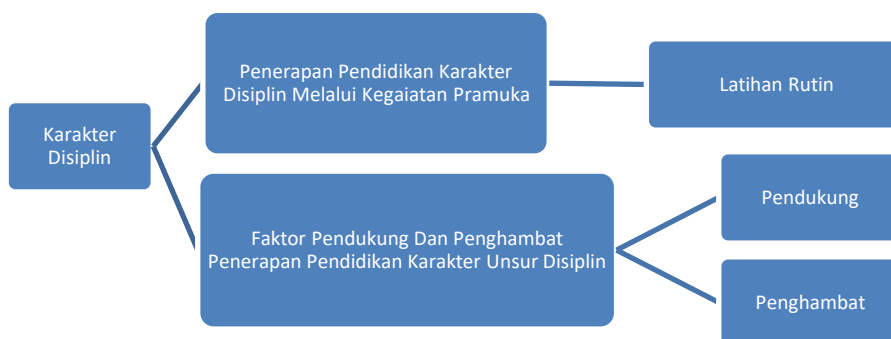 Karakter
Disiplin
Penerapan Pendidikan Karakter
Disiplin Melalui Kegaiatan Pramuka
Latihan Rutin
Faktor Pendukung Dan Penghambat
Penerapan Pendidikan Karakter Unsur Disiplin
Pendukung
Penghambat